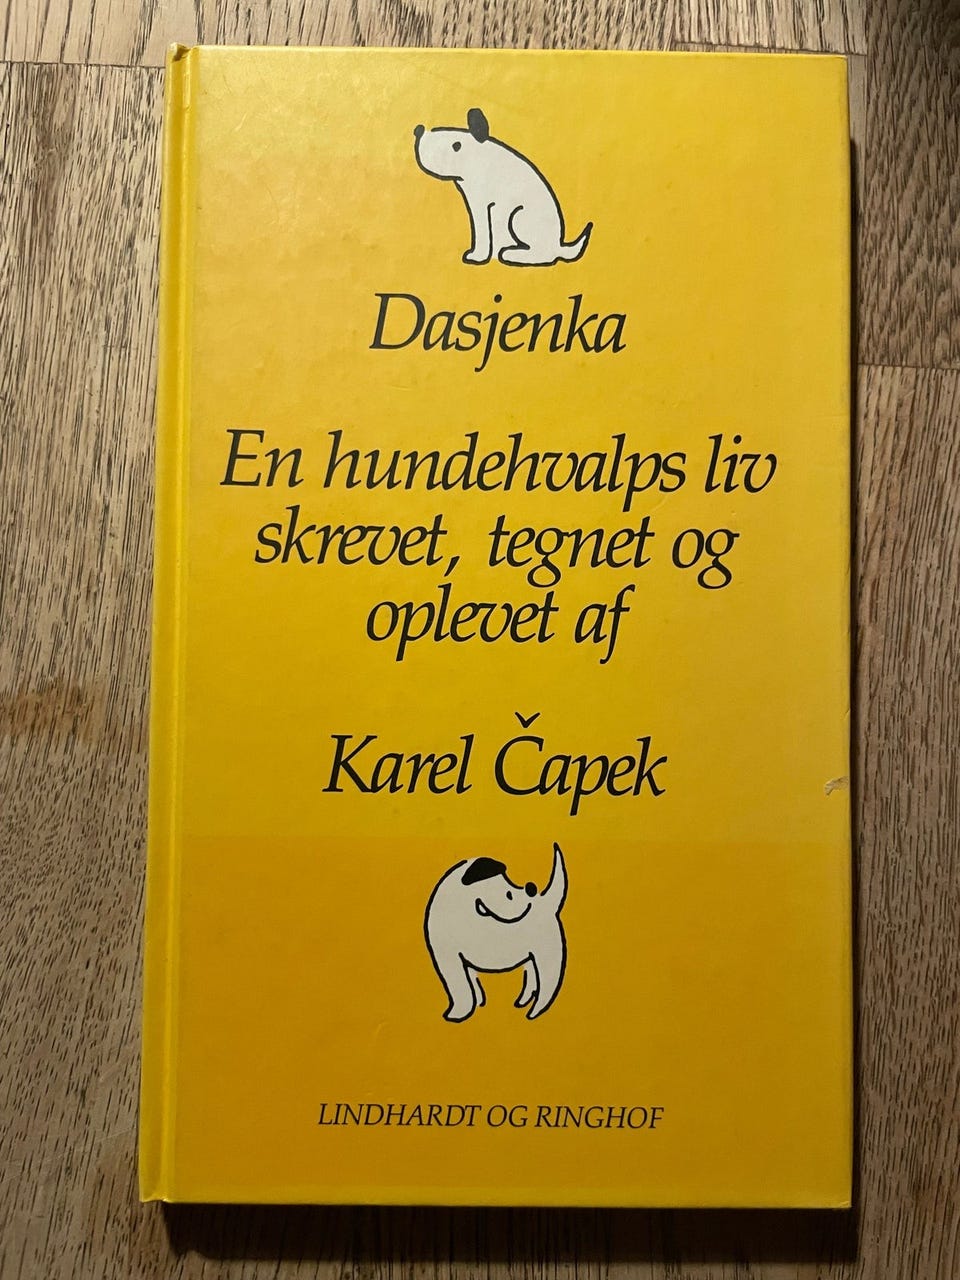 Dasjenka
En hundehvalps liv
skrevet, tegnet og
oplevet af
Karel Čapek
LINDHARDT OG RINGHOF